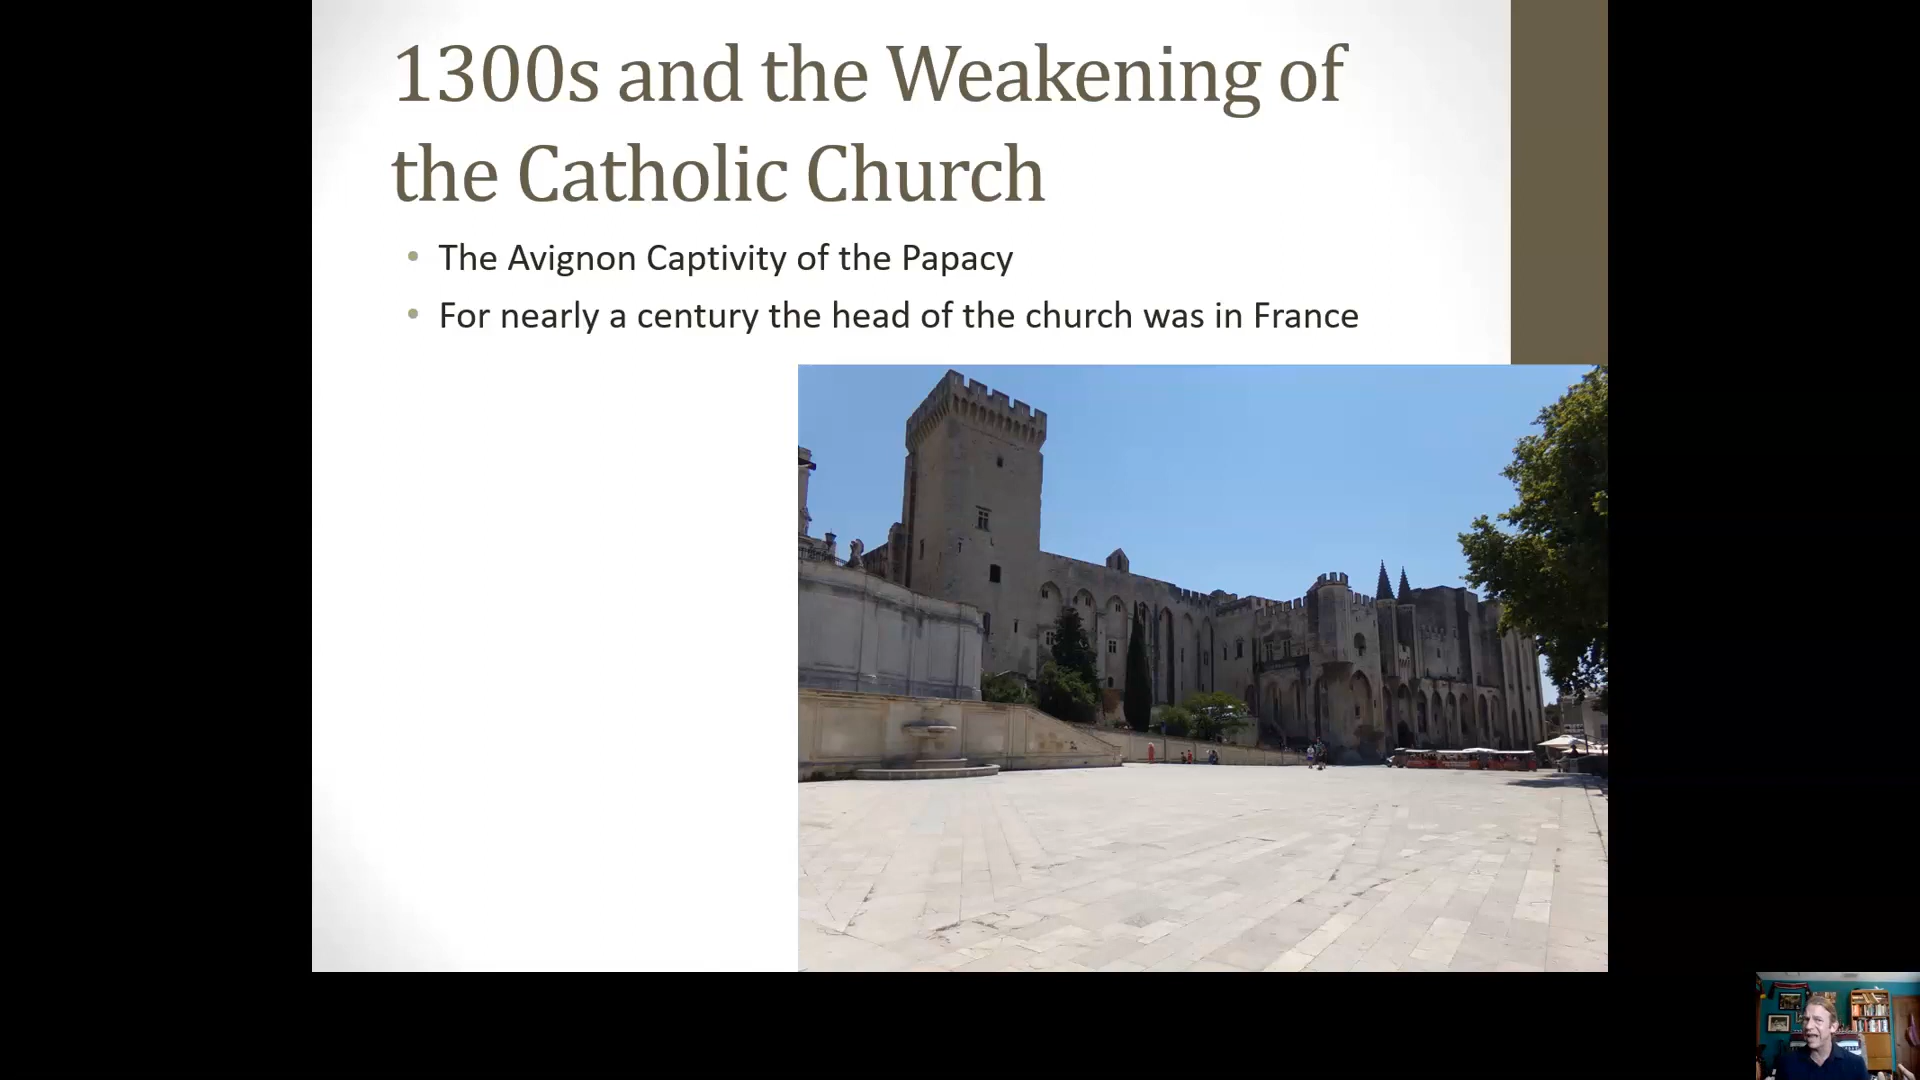 1300s and the Weakening of
the Catholic Church
• The Avignon Captivity of the Papacy
• For nearly a century the head of the church was in France